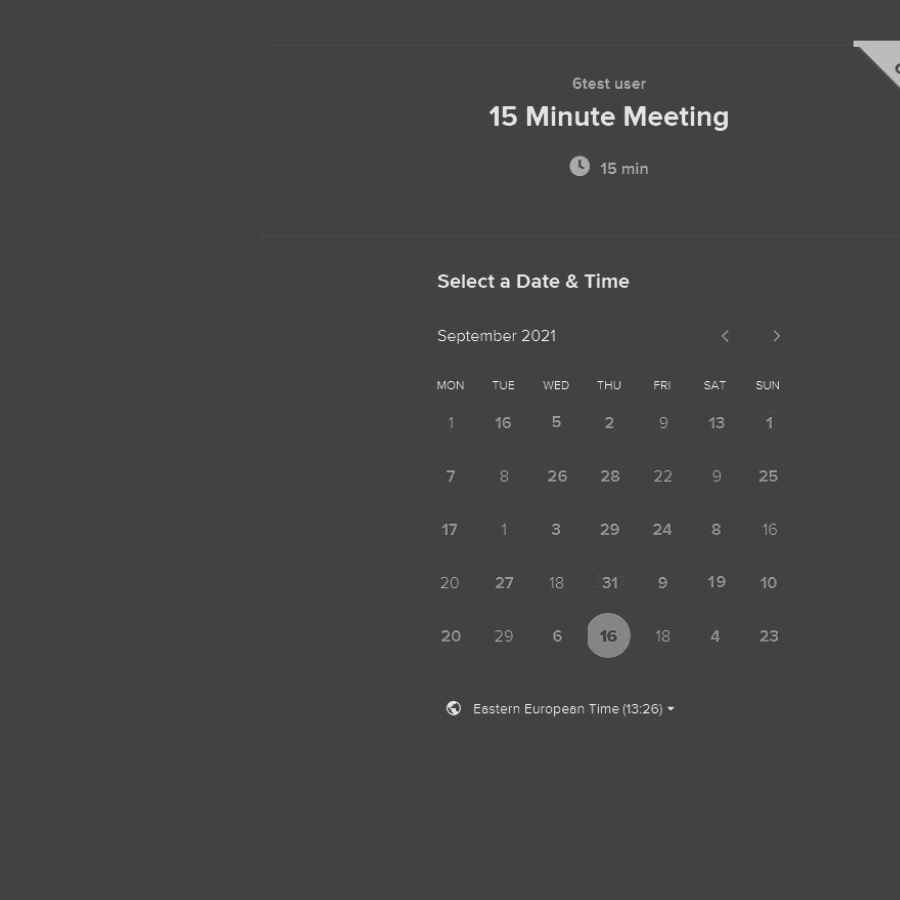 6test user
15 Minute Meeting
15 min
Select a Date & Time
September 2021
MON TUE WED THU FRI SAT SUN
1 16 5 2 9 13 1
7 8 26 28 22 9 25
17 1 3 29 24 8 16
20 27 18 31 9 19 10
20 29 6 16 18 4 23
Eastern European Time (13:26)